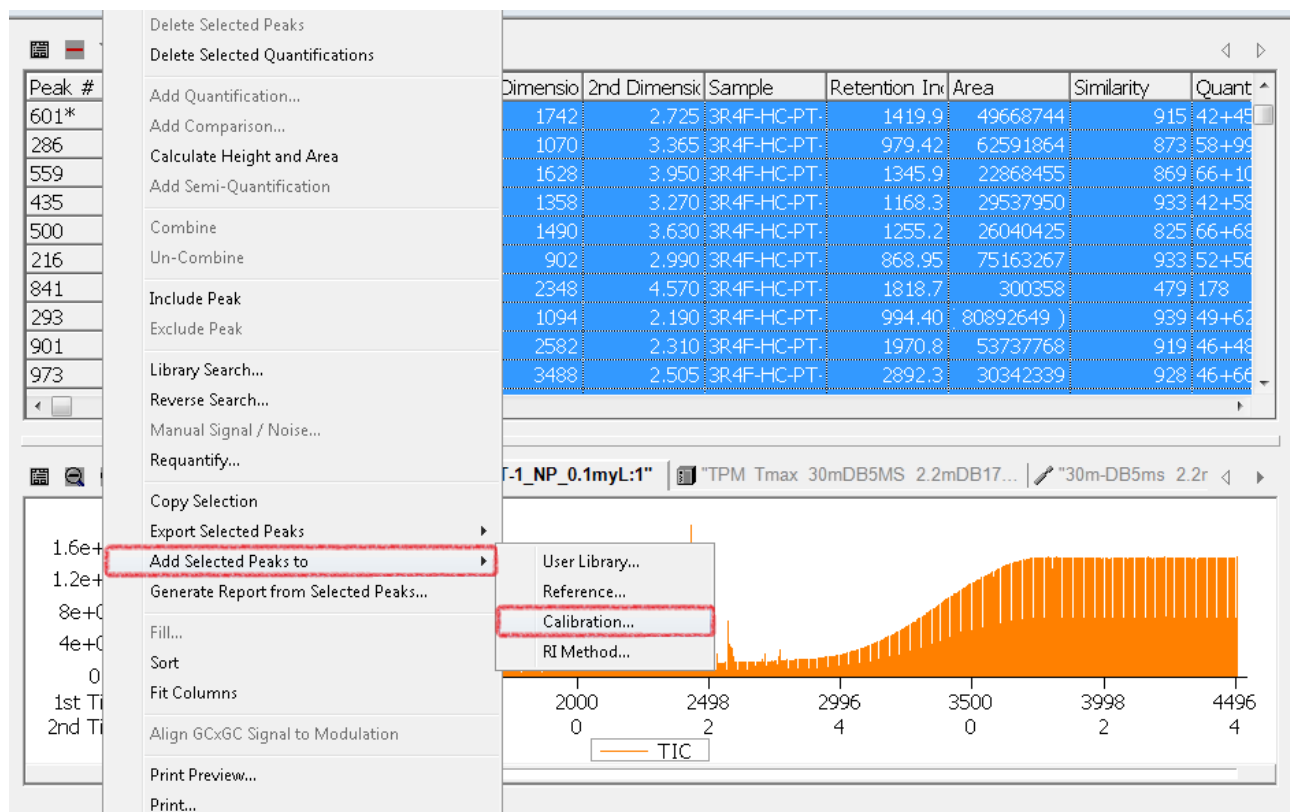 Delete Selected Peaks
Delete Selected Quantifications
Add Quantification...
Add Comparison...
Calculate Height and Area
Add Semi-Quantification
Combine
Un-Combine
Include Peak
Exclude Peak
Library Search...
Reverse Search...
Manual Signal / Noise...
Requantify...
Copy Selection
Export Selected Peaks
Add Selected Peaks to
Generate Report from Selected Peaks...
Fill...
Sort
Fit Columns
Align GCxGC Signal to Modulation
Print Preview...
Print...
User Library...
Reference...
Calibration...
RI Method...
Peak # Dimensio 2nd Dimensic Sample Retention In Area Similarity Quant
601* 1742 2.725 3R4F-HC-PT- 1419.9 49668744 915 42+45
286 1070 3.365 3R4F-HC-PT- 979.42 62591864 873 58+99
559 1628 3.950 3R4F-HC-PT- 1345.9 22868455 869 66+10
435 1358 3.270 3R4F-HC-PT- 1168.3 29537950 933 42+58
500 1490 3.630 3R4F-HC-PT- 1255.2 26040425 825 66+68
216 902 2.990 3R4F-HC-PT- 868.95 75163267 933 52+56
841 2348 4.570 3R4F-HC-PT- 1818.7 300358 479 178
293 1094 2.190 3R4F-HC-PT- 994.40 ( 80892649 ) 939 49+62
901 2582 2.310 3R4F-HC-PT- 1970.8 53737768 919 46+48
973 3488 2.505 3R4F-HC-PT- 2892.3 30342339 928 46+66
T-1_NP_0.1myL:1" "TPM Tmax 30mDB5MS 2.2mDB17... "30m-DB5ms 2.2r
1.6e+
1.2e+
8e+0
4e+0
0
1st Ti 2000 2498 2996 3500 3998 4496
2nd Ti 0 2 4 0 2 4
TIC